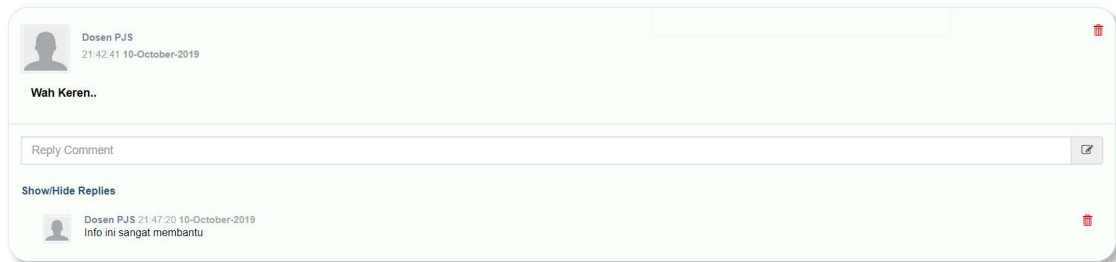 Dosen PJS
21:42:41 10-October-2019
Wah Keren..
Reply Comment
Show/Hide Replies
Dosen PJS 21:47:20 10-October-2019
Info ini sangat membantu